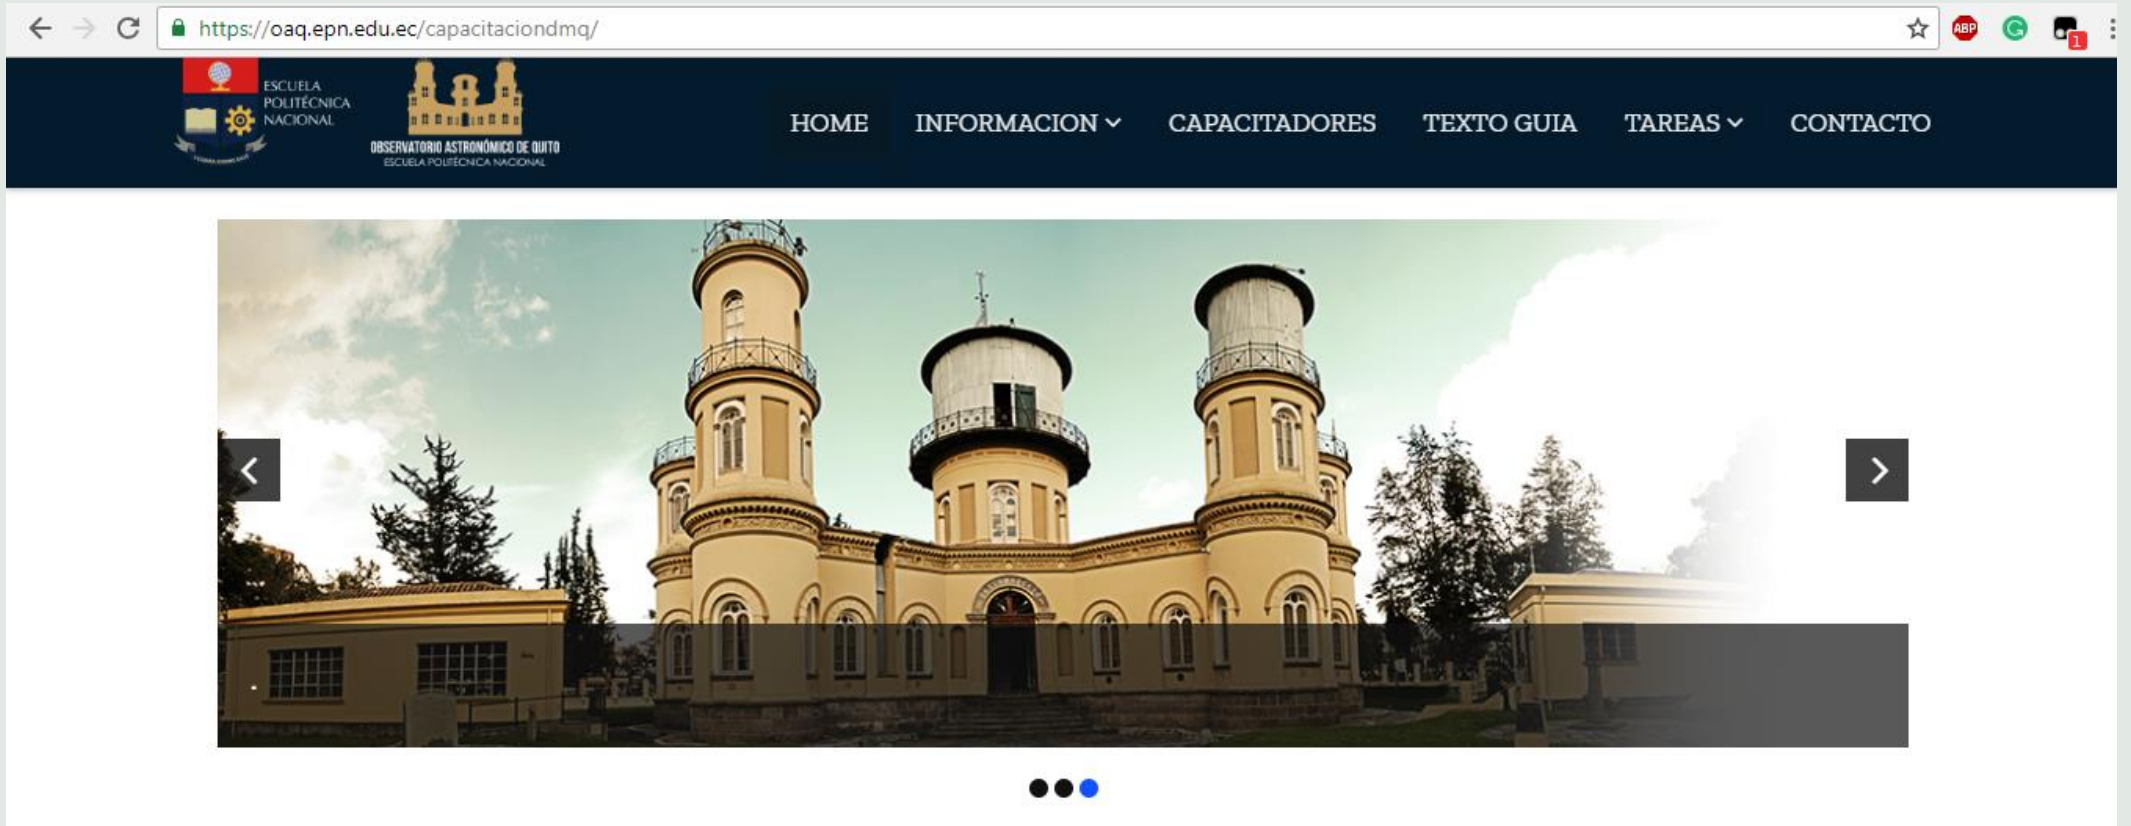 https://oaq.epn.edu.ec/capacitaciondmq/
ABP
1
ESCUELA
POLITÉCNICA
NACIONAL
OBSERVATORIO ASTRONÓMICO DE QUITO
ESCUELA POLITÉCNICA NACIONAL
HOME INFORMACION CAPACITADORES TEXTO GUIA TAREAS CONTACTO
.